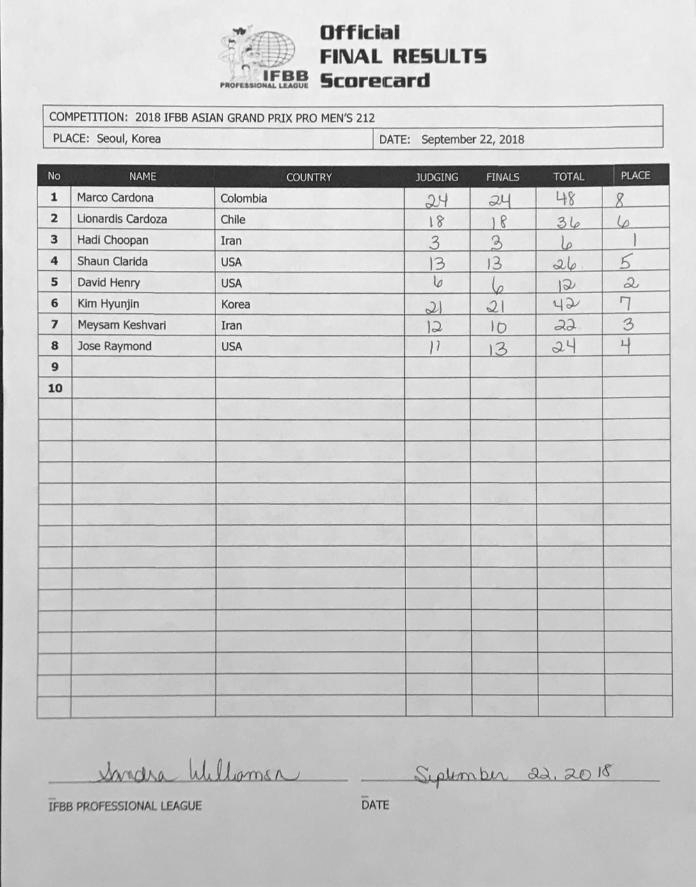 Official
FINAL RESULTS
Scorecard
IFBB
PROFESSIONAL LEAGUE
COMPETITION: 2018 IFBB ASIAN GRAND PRIX PRO MEN'S 212
PLACE: Seoul, Korea DATE: September 22, 2018
No NAME COUNTRY JUDGING FINALS TOTAL PLACE
1 Marco Cardona Colombia 24 24 48 8
2 Lionardis Cardoza Chile 18 18 36 6
3 Hadi Choopan Iran 3 3 6 1
4 Shaun Clarida USA 13 13 26 5
5 David Henry USA 6 6 12 2
6 Kim Hyunjin Korea 21 21 42 7
7 Meysam Keshvari Iran 12 10 22 3
8 Jose Raymond USA 11 13 24 4
9
10
Sandra Williamson September 22, 2018
IFBB PROFESSIONAL LEAGUE DATE